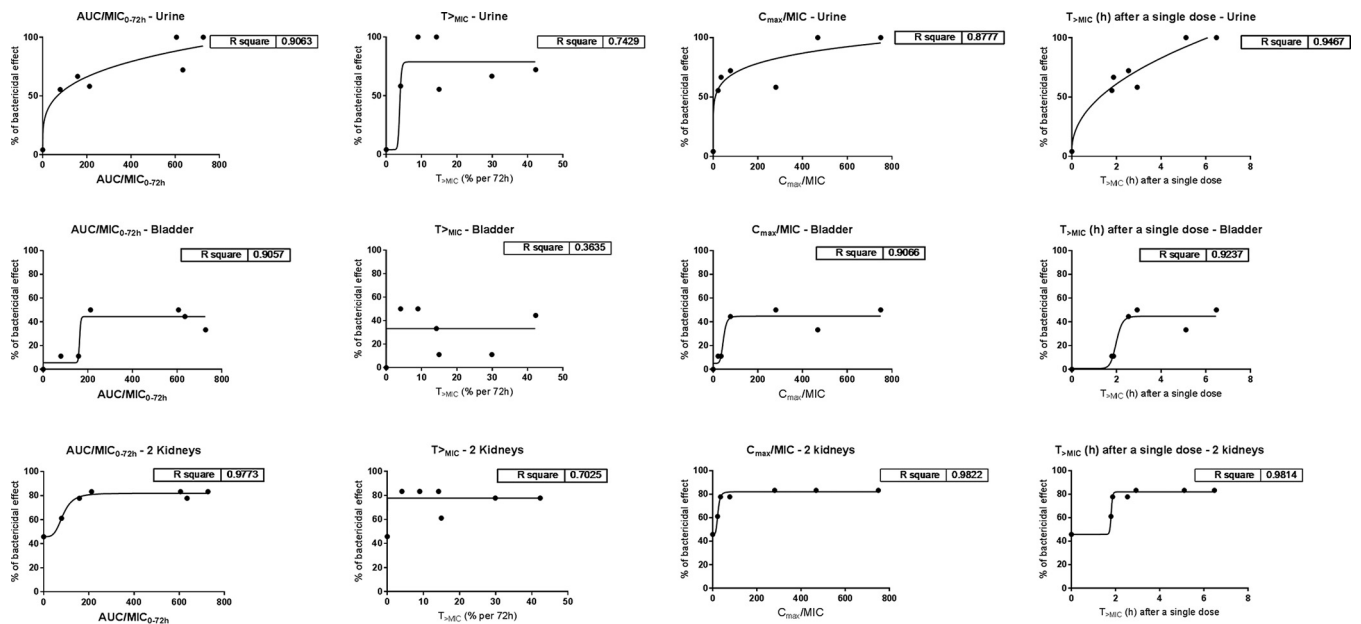 AUC/MIC0-72h - Urine
R square 0.9063
% of bactericidal effect
100
50
0
0 200 400 600 800
AUC/MIC0-72h
T>MIC - Urine
R square 0.7429
% of bactericidal effect
100
50
0
0 10 20 30 40 50
T>MIC (% per 72h)
Cmax/MIC - Urine
R square 0.8777
% of bactericidal effect
100
50
0
0 200 400 600 800
Cmax/MIC
T>MIC (h) after a single dose - Urine
R square 0.9467
% of bactericidal effect
100
50
0
0 2 4 6 8
T>MIC (h) after a single dose
AUC/MIC0-72h - Bladder
R square 0.9057
% of bactericidal effect
100
80
60
40
20
0
0 200 400 600 800
AUC/MIC0-72h
T>MIC - Bladder
R square 0.3635
% of bactericidal effect
100
80
60
40
20
0
0 10 20 30 40 50
T>MIC (% per 72h)
Cmax/MIC - Bladder
R square 0.9066
% of bactericidal effect
100
80
60
40
20
0
0 200 400 600 800
Cmax/MIC
T>MIC (h) after a single dose - Bladder
R square 0.9237
% of bactericidal effect
100
80
60
40
20
0
0 2 4 6 8
T>MIC (h) after a single dose
AUC/MIC0-72h - 2 Kidneys
R square 0.9773
% of bactericidal effect
100
80
60
40
20
0
0 200 400 600 800
AUC/MIC0-72h
T>MIC - 2 Kidneys
R square 0.7025
% of bactericidal effect
100
80
60
40
20
0
0 10 20 30 40 50
T>MIC (% per 72h)
Cmax/MIC - 2 kidneys
R square 0.9822
% of bactericidal effect
100
80
60
40
20
0
0 200 400 600 800
Cmax/MIC
T>MIC (h) after a single dose - 2 kidneys
R square 0.9814
% of bactericidal effect
100
80
60
40
20
0
0 2 4 6 8
T>MIC (h) after a single dose